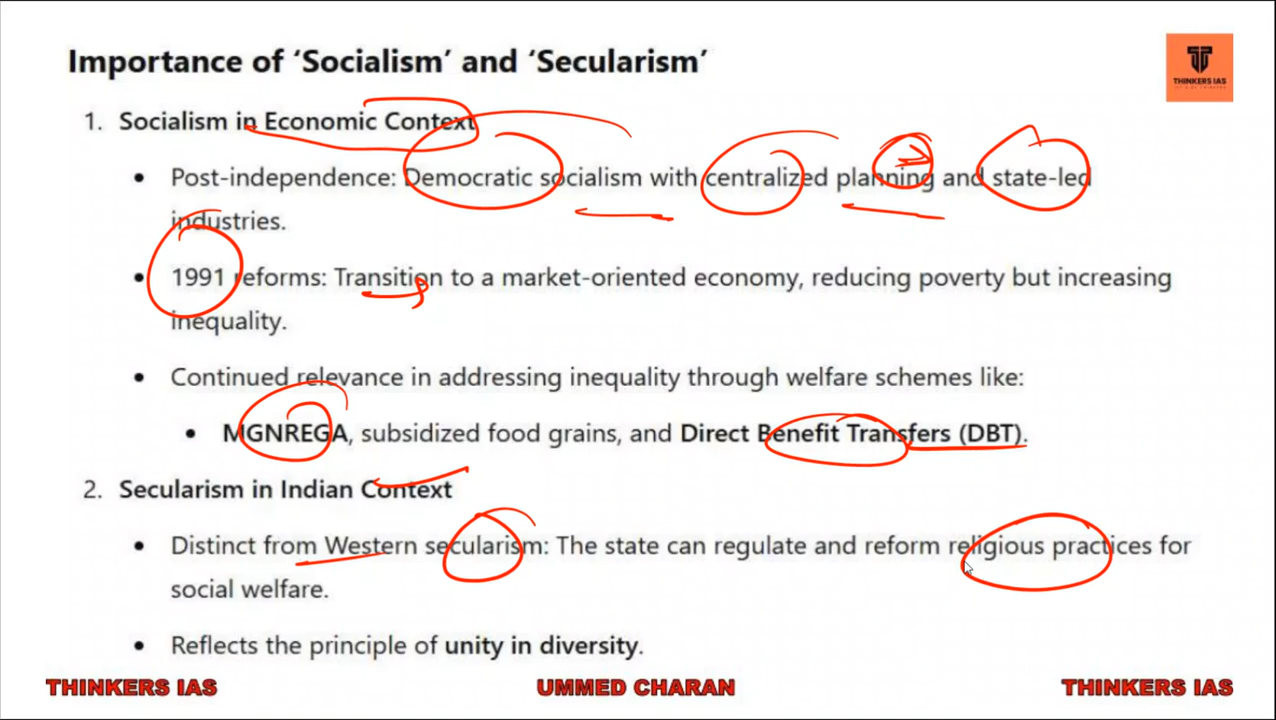 Importance of ‘Socialism’ and ‘Secularism’
THINKERS IAS
1. Socialism in Economic Context
• Post-independence: Democratic socialism with centralized planning and state-led
industries.
• 1991 reforms: Transition to a market-oriented economy, reducing poverty but increasing
inequality.
• Continued relevance in addressing inequality through welfare schemes like:
• MGNREGA, subsidized food grains, and Direct Benefit Transfers (DBT).
2. Secularism in Indian Context
• Distinct from Western secularism: The state can regulate and reform religious practices for
social welfare.
• Reflects the principle of unity in diversity.
THINKERS IAS UMMED CHARAN THINKERS IAS